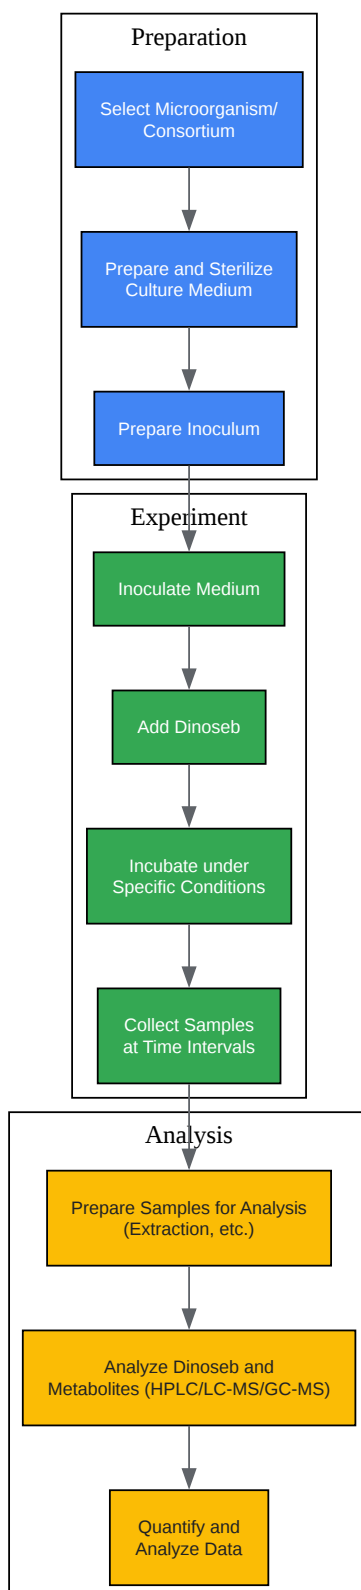 Preparation
Select Microorganism/
Consortium
Prepare and Sterilize
Culture Medium
Prepare Inoculum
Experiment
Inoculate Medium
Add Dinoseb
Incubate under
Specific Conditions
Collect Samples
at Time Intervals
Analysis
Prepare Samples for Analysis
(Extraction, etc.)
Analyze Dinoseb and
Metabolites (HPLC/LC-MS/GC-MS)
Quantify and
Analyze Data